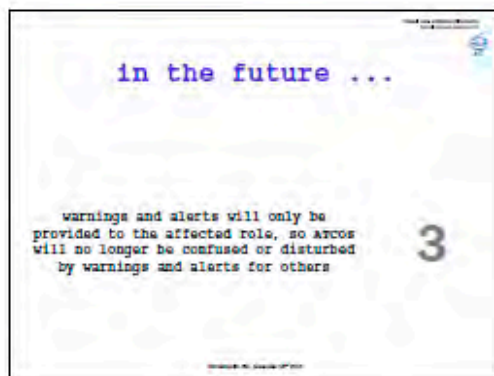 in the future ...
warnings and alerts will only be
provided to the affected role, so ATCOS
will no longer be confused or disturbed
by warnings and alerts for others
3